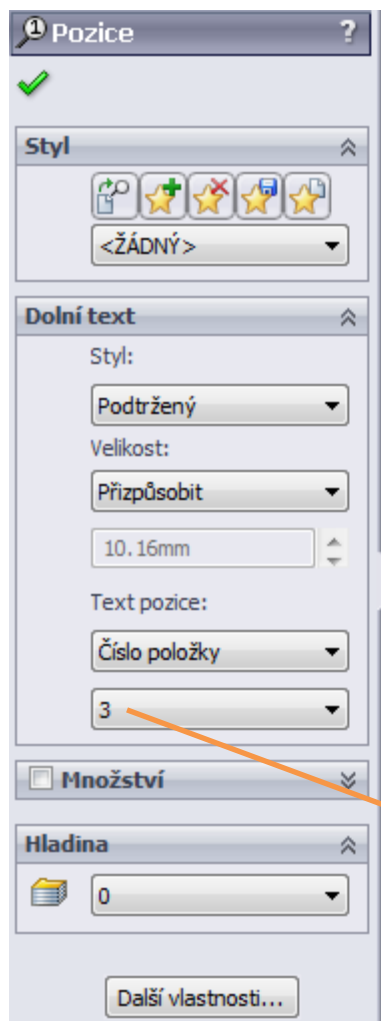 Pozice ?
Styl
<ŽÁDNÝ>
Dolní text
Styl:
Podtržený
Velikost:
Přizpůsobit
10.16mm
Text pozice:
Číslo položky
3
Množství
Hladina
0
Další vlastnosti...